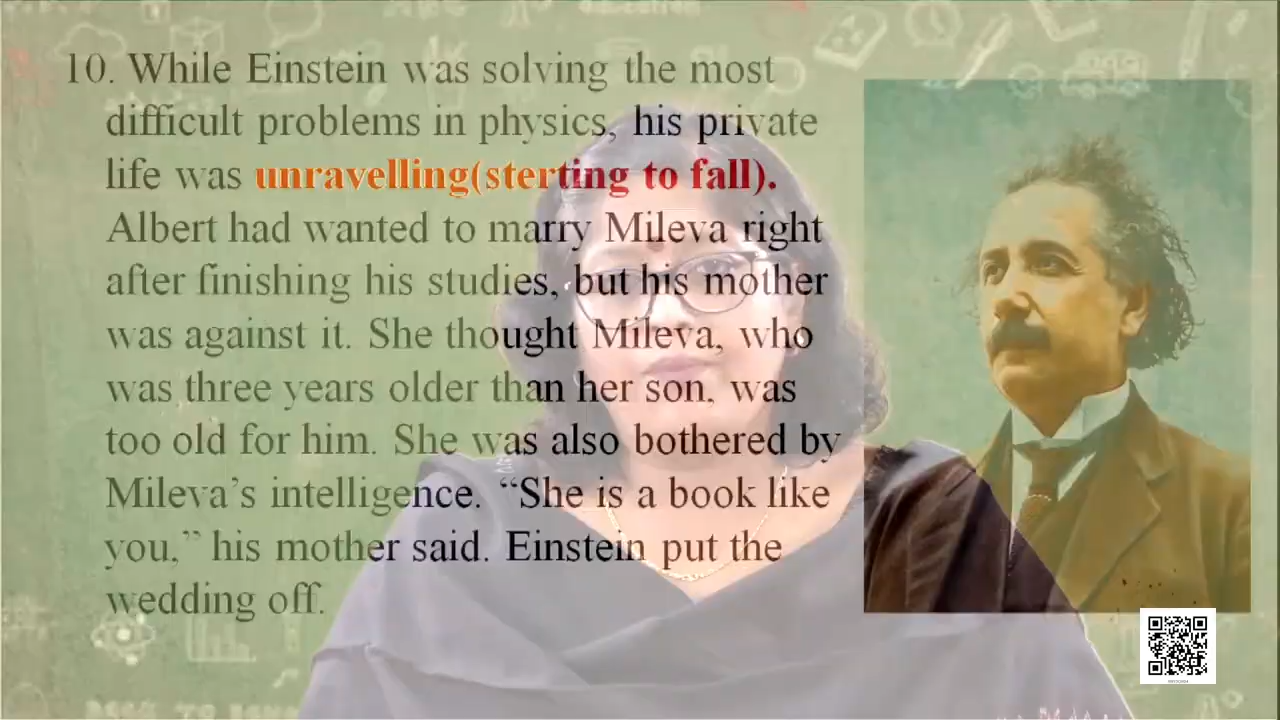 10. While Einstein was solving the most
difficult problems in physics, his private
life was unravelling(sterting to fall).
Albert had wanted to marry Mileva right
after finishing his studies, but his mother
was against it. She thought Mileva, who
was three years older than her son, was
too old for him. She was also bothered by
Mileva’s intelligence. “She is a book like
you,” his mother said. Einstein put the
wedding off.